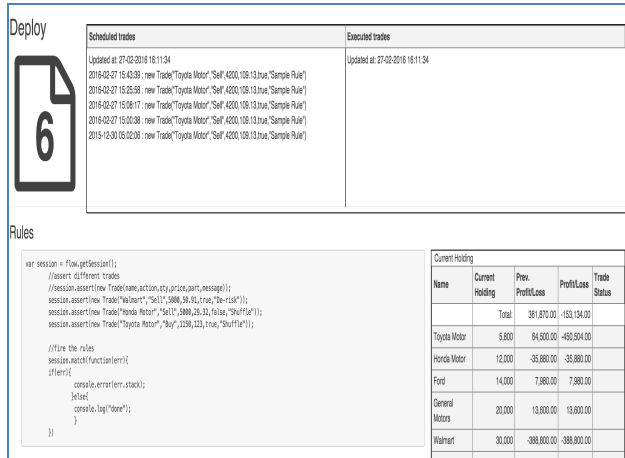 Deploy
6
Scheduled trades
Executed trades
Updated at: 27-02-2016 16:11:34
2016-02-27 15:43:39 : new Trade("Toyota Motor","Sell",4200,109.13,true,"Sample Rule")
2016-02-27 15:25:58 : new Trade("Toyota Motor","Sell",4200,109.13,true,"Sample Rule")
2016-02-27 15:08:17 : new Trade("Toyota Motor","Sell",4200,109.13,true,"Sample Rule")
2016-02-27 15:00:38 : new Trade("Toyota Motor","Sell",4200,109.13,true,"Sample Rule")
2015-12-30 05:02:06 : new Trade("Toyota Motor","Sell",4200,109.13,true,"Sample Rule")
Updated at: 27-02-2016 16:11:34
Rules
var session = flow.getSession();
//assert different trades
//session.assert(new Trade(name,action,qty,price,part,message));
session.assert(new Trade("Walmart","Sell",5000,50.91,true,"De-risk"));
session.assert(new Trade("Honda Motor","Sell",5000,29.32,false,"Shuffle"));
session.assert(new Trade("Toyota Motor","Buy",1150,123,true,"Shuffle"));
//fire the rules
session.match(function(err){
if(err){
console.error(err.stack);
}else{
console.log("done");
}
})
Current Holding
Name Current Holding Prev. Profit/Loss Profit/Loss Trade Status
Total: 361,870.00 -153,134.00
Toyota Motor 5,800 64,500.00 -450,504.00
Honda Motor 12,000 -35,880.00 -35,880.00
Ford 14,000 7,980.00 7,980.00
General Motors 20,000 13,600.00 13,600.00
Walmart 30,000 -388,800.00 -388,800.00